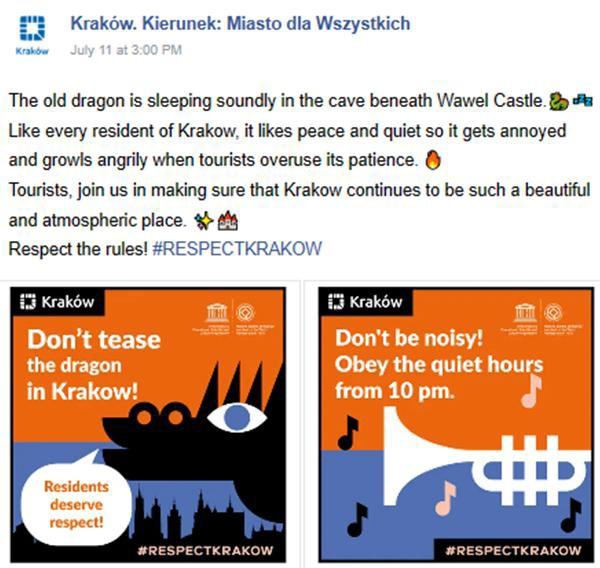 Kraków. Kierunek: Miasto dla Wszystkich
July 11 at 3:00 PM
Kraków
The old dragon is sleeping soundly in the cave beneath Wawel Castle.
Like every resident of Krakow, it likes peace and quiet so it gets annoyed
and growls angrily when tourists overuse its patience.
Tourists, join us in making sure that Krakow continues to be such a beautiful
and atmospheric place.
Respect the rules! #RESPECTKRAKOW
Kraków
Don't tease
the dragon
in Krakow!
Residents
deserve
respect!
#RESPECTKRAKOW
Kraków
Don't be noisy!
Obey the quiet hours
from 10 pm.
#RESPECTKRAKOW